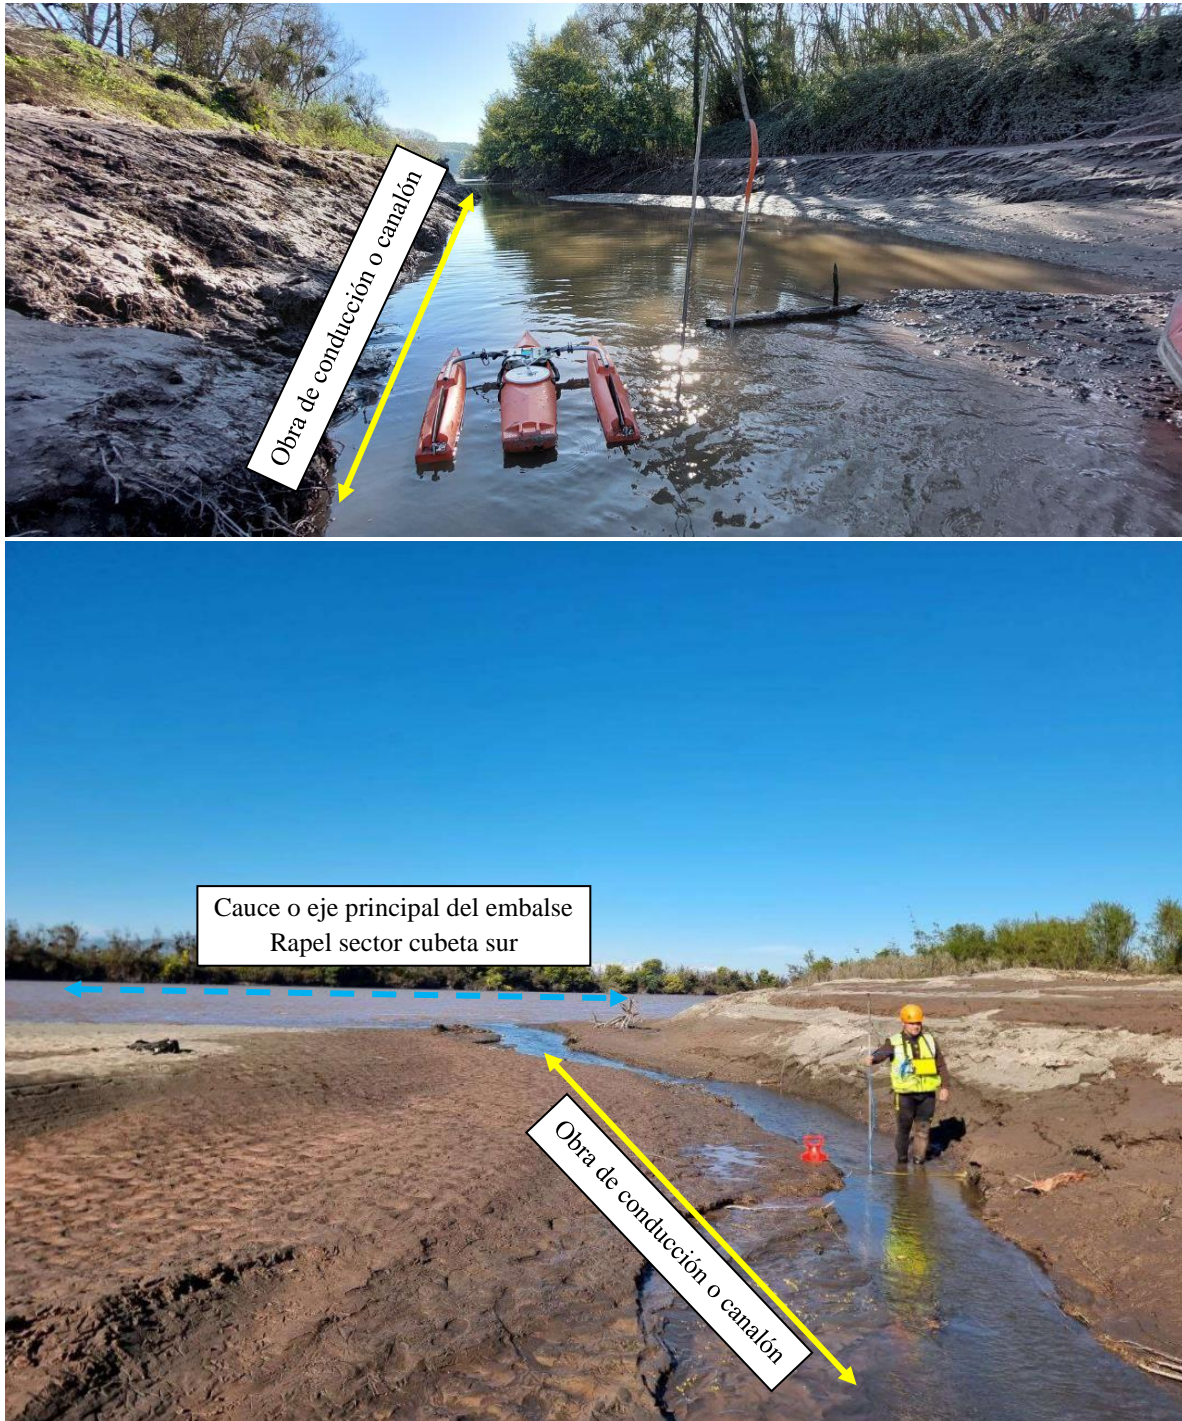 Obra de conducción o canalón
Cauce o eje principal del embalse
Rapel sector cubeta sur
Obra de conducción o canalón